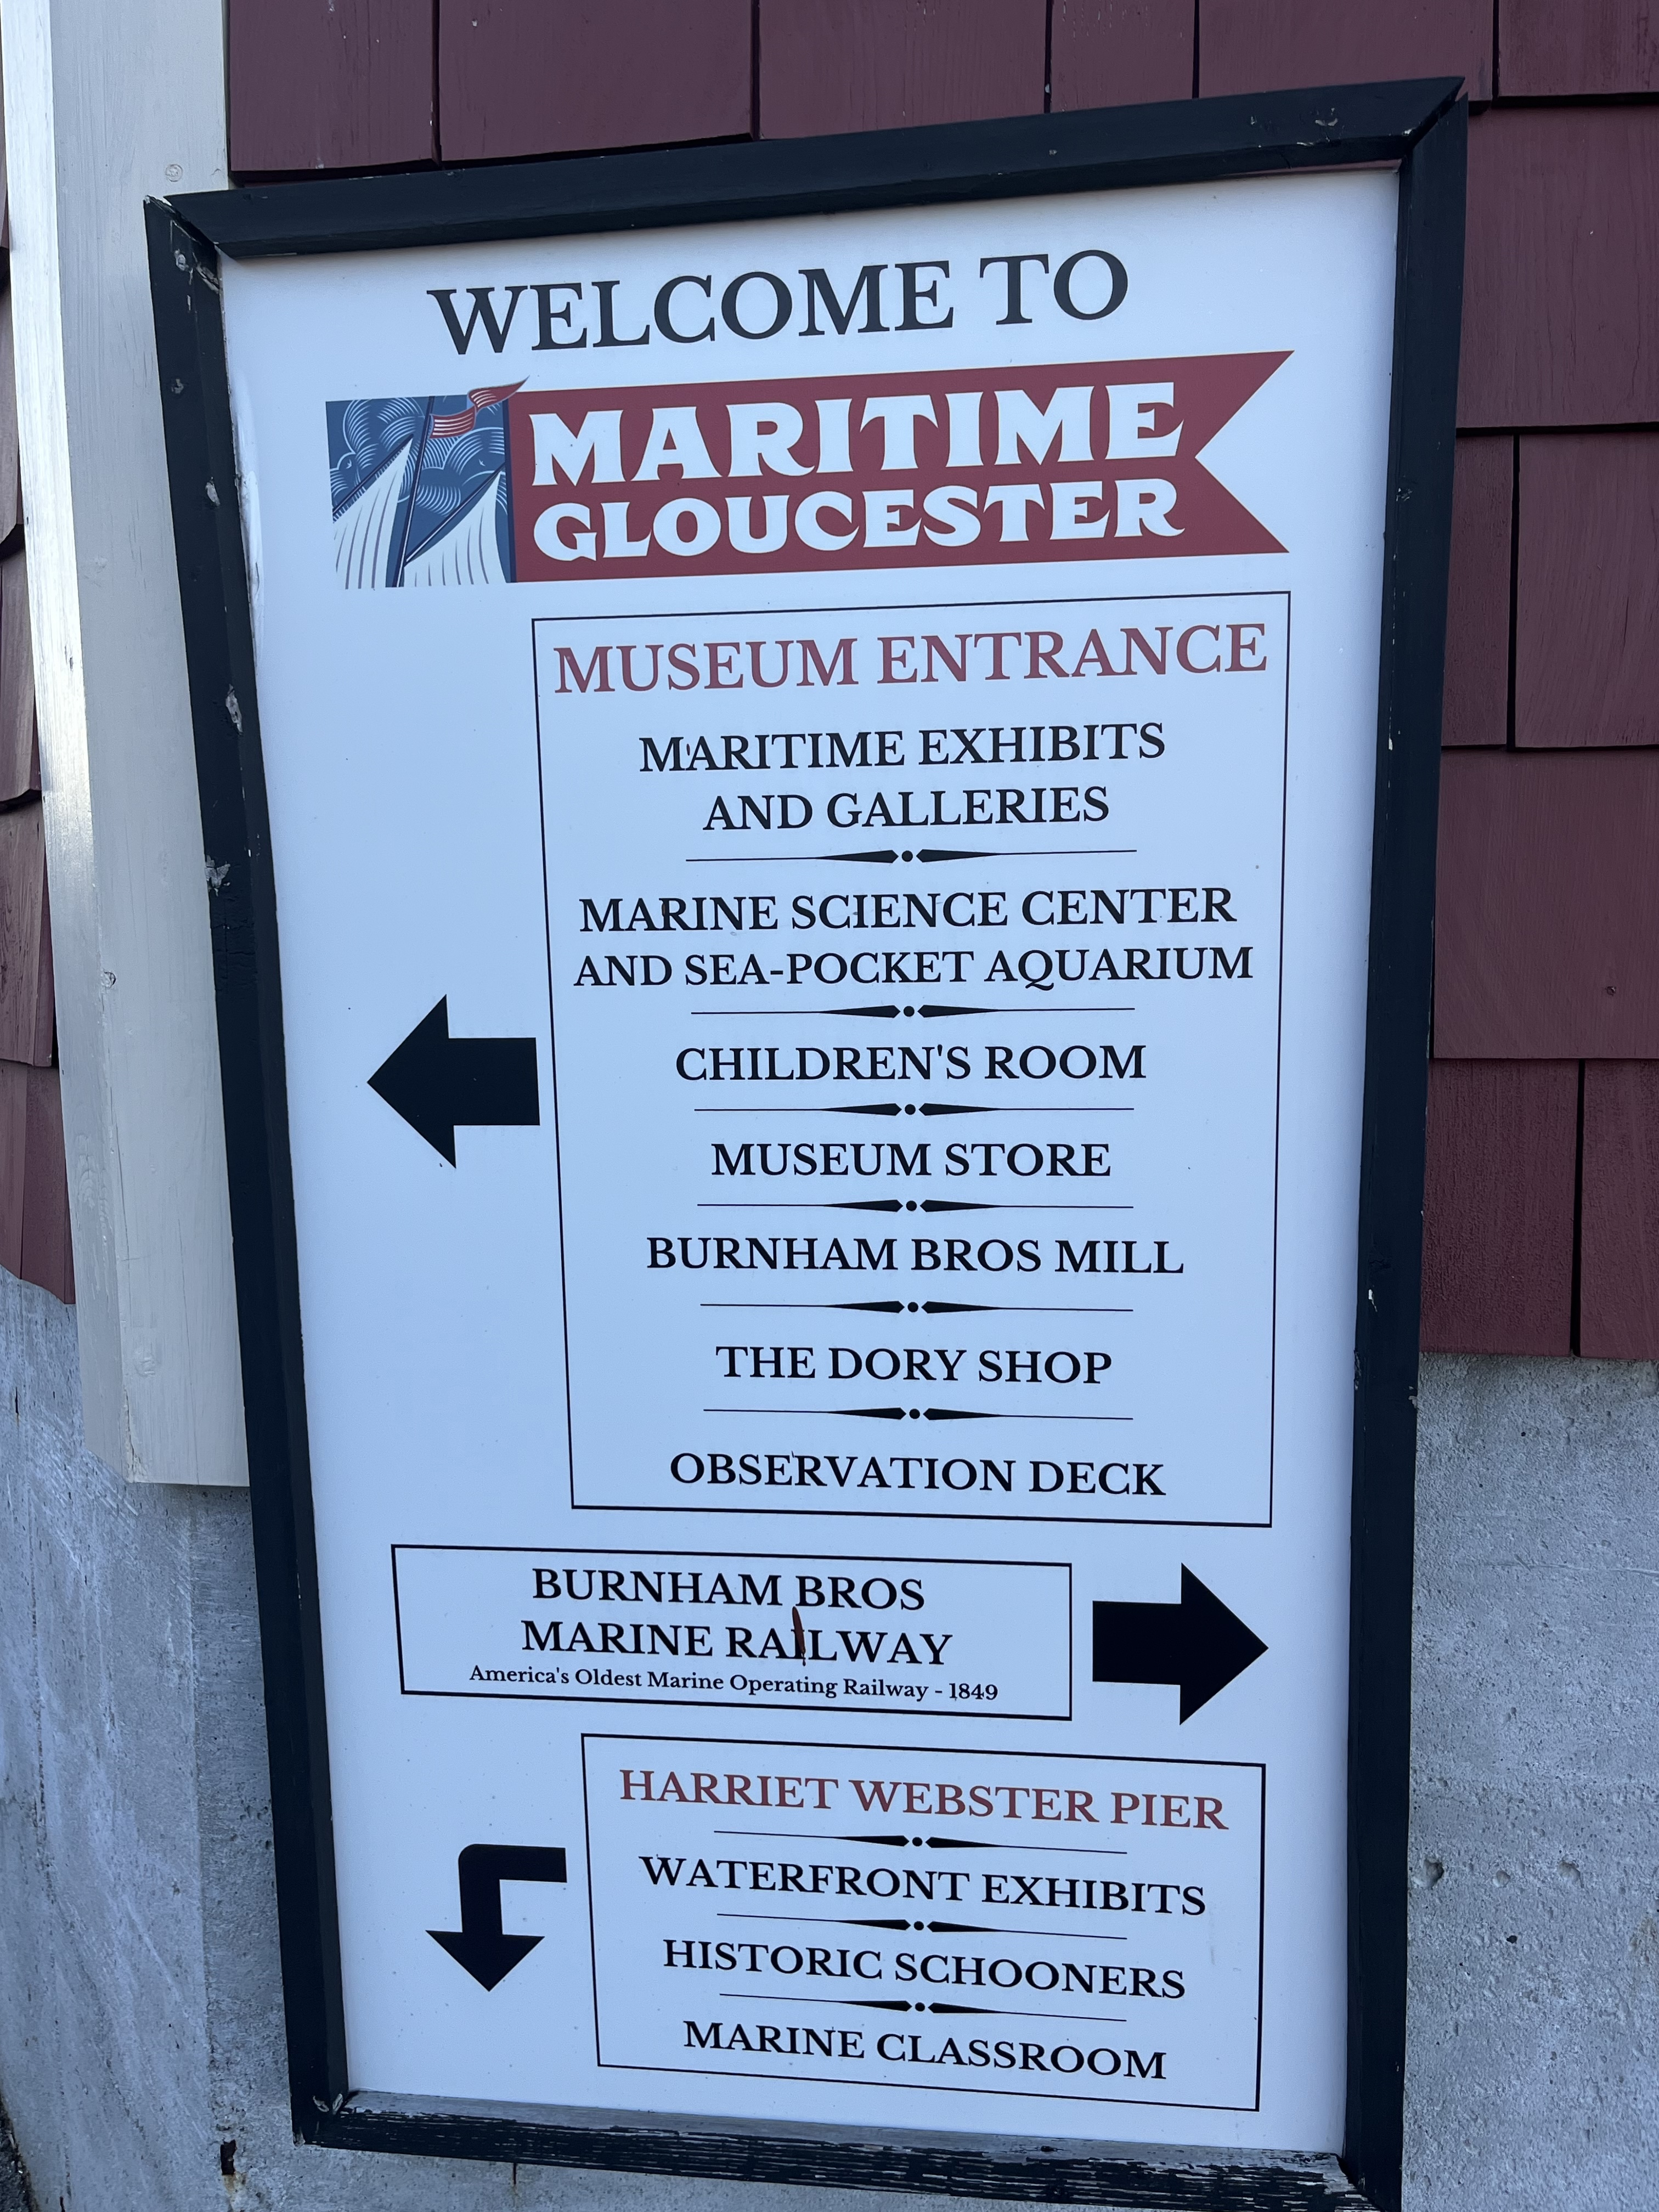 WELCOME TO
MARITIME
GLOUCESTER
MUSEUM ENTRANCE
MARITIME EXHIBITS
AND GALLERIES
MARINE SCIENCE CENTER
AND SEA-POCKET AQUARIUM
CHILDREN'S ROOM
MUSEUM STORE
BURNHAM BROS MILL
THE DORY SHOP
OBSERVATION DECK
BURNHAM BROS
MARINE RAILWAY
America's Oldest Marine Operating Railway - 1849
HARRIET WEBSTER PIER
WATERFRONT EXHIBITS
HISTORIC SCHOONERS
MARINE CLASSROOM